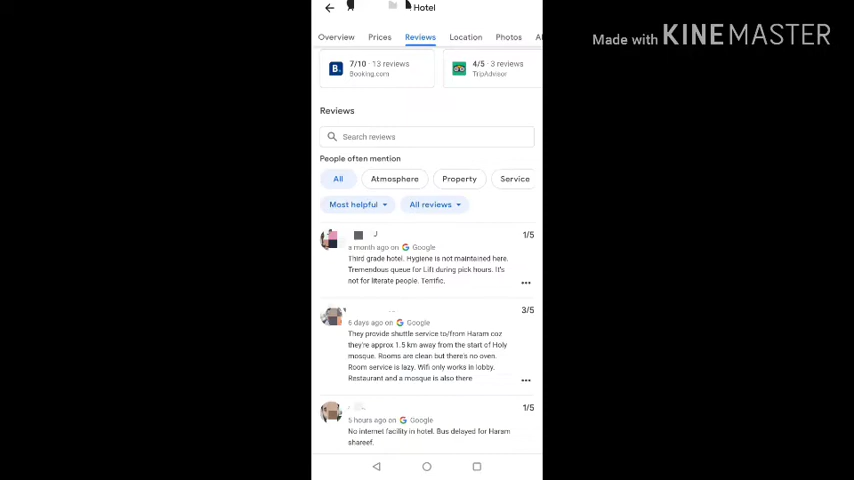 Hotel
Made with KINEMASTER
Overview Prices Reviews Location Photos
B. 7/10 · 13 reviews
Booking.com
4/5 · 3 reviews
TripAdvisor
Reviews
Search reviews
People often mention
All Atmosphere Property Service
Most helpful All reviews
J
1/5
a month ago on G Google
Third grade hotel. Hygiene is not maintained here.
Tremendous queue for Lift during pick hours. It's
not for literate people. Terrific.
3/5
6 days ago on G Google
They provide shuttle service to/from Haram coz
they're approx 1.5 km away from the start of Holy
mosque. Rooms are clean but there's no oven.
Room service is lazy. Wifi only works in lobby.
Restaurant and a mosque is also there
1/5
5 hours ago on G Google
No internet facility in hotel. Bus delayed for Haram
shareef.